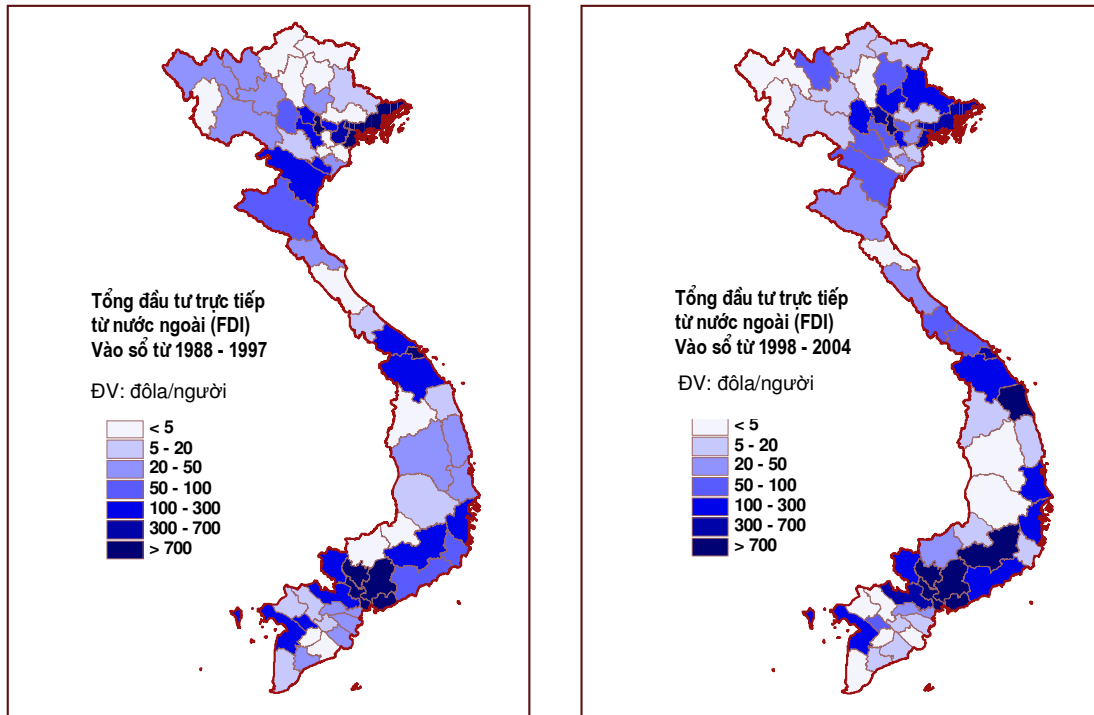 Tổng đầu tư trực tiếp
từ nước ngoài (FDI)
Vào sổ từ 1988 - 1997
ĐV: đôla/người
< 5
5 - 20
20 - 50
50 - 100
100 - 300
300 - 700
> 700
Tổng đầu tư trực tiếp
từ nước ngoài (FDI)
Vào sổ từ 1998 - 2004
ĐV: đôla/người
< 5
5 - 20
20 - 50
50 - 100
100 - 300
300 - 700
> 700